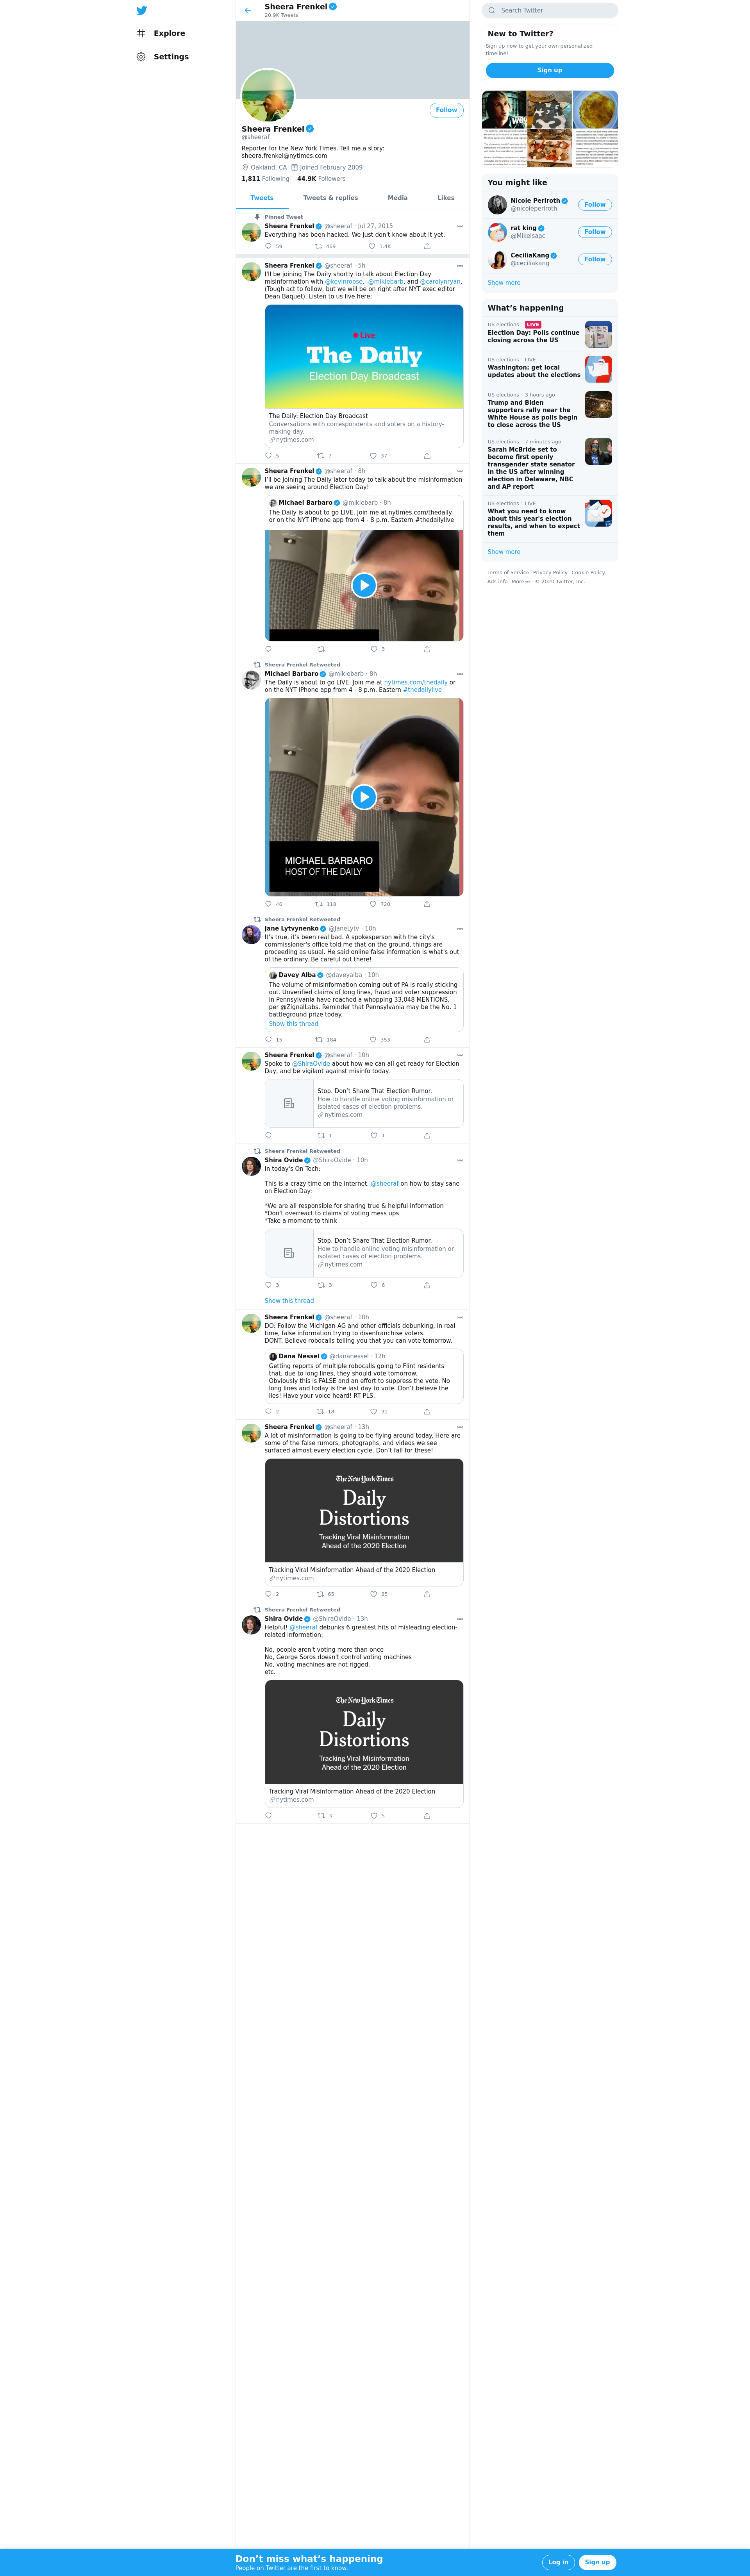 Explore
Settings
Sheera Frenkel
20.9K Tweets
Follow
Sheera Frenkel
@sheeraf
Reporter for the New York Times. Tell me a story:
sheera.frenkel@nytimes.com
Oakland, CA Joined February 2009
1,811 Following 44.9K Followers
Tweets Tweets & replies Media Likes
Pinned Tweet
Sheera Frenkel @sheeraf · Jul 27, 2015
Everything has been hacked. We just don't know about it yet.
59 469 1.4K
Sheera Frenkel @sheeraf · 5h
I'll be joining The Daily shortly to talk about Election Day
misinformation with @kevinroose. @mikiebarb, and @carolynryan.
(Tough act to follow, but we will be on right after NYT exec editor
Dean Baquet). Listen to us live here:
Live
The Daily
Election Day Broadcast
The Daily: Election Day Broadcast
Conversations with correspondents and voters on a history-
making day.
nytimes.com
5 7 37
Sheera Frenkel @sheeraf · 8h
I'll be joining The Daily later today to talk about the misinformation
we are seeing around Election Day!
Michael Barbaro @mikiebarb · 8h
The Daily is about to go LIVE. Join me at nytimes.com/thedaily
or on the NYT iPhone app from 4 - 8 p.m. Eastern #thedailylive
3
Sheera Frenkel Retweeted
Michael Barbaro @mikiebarb · 8h
The Daily is about to go LIVE. Join me at nytimes.com/thedaily or
on the NYT iPhone app from 4 - 8 p.m. Eastern #thedailylive
MICHAEL BARBARO
HOST OF THE DAILY
46 118 720
Sheera Frenkel Retweeted
Jane Lytvynenko @JaneLytv · 10h
It's true, it's been real bad. A spokesperson with the city's
commissioner's office told me that on the ground, things are
proceeding as usual. He said online false information is what's out
of the ordinary. Be careful out there!
Davey Alba @daveyalba · 10h
The volume of misinformation coming out of PA is really sticking
out. Unverified claims of long lines, fraud and voter suppression
in Pennsylvania have reached a whopping 33,048 MENTIONS,
per @ZignalLabs. Reminder that Pennsylvania may be the No. 1
battleground prize today.
Show this thread
15 184 353
Sheera Frenkel @sheeraf · 10h
Spoke to @ShiraOvide about how we can all get ready for Election
Day, and be vigilant against misinfo today.
Stop. Don't Share That Election Rumor.
How to handle online voting misinformation or
isolated cases of election problems.
nytimes.com
1 1
Sheera Frenkel Retweeted
Shira Ovide @ShiraOvide · 10h
In today's On Tech:
This is a crazy time on the internet. @sheeraf on how to stay sane
on Election Day:
*We are all responsible for sharing true & helpful information
*Don't overreact to claims of voting mess ups
*Take a moment to think
Stop. Don't Share That Election Rumor.
How to handle online voting misinformation or
isolated cases of election problems.
nytimes.com
3 3 6
Show this thread
Sheera Frenkel @sheeraf · 10h
DO: Follow the Michigan AG and other officials debunking, in real
time, false information trying to disenfranchise voters.
DONT: Believe robocalls telling you that you can vote tomorrow.
Dana Nessel @dananessel · 12h
Getting reports of multiple robocalls going to Flint residents
that, due to long lines, they should vote tomorrow.
Obviously this is FALSE and an effort to suppress the vote. No
long lines and today is the last day to vote. Don't believe the
lies! Have your voice heard! RT PLS.
2 18 31
Sheera Frenkel @sheeraf · 13h
A lot of misinformation is going to be flying around today. Here are
some of the false rumors, photographs, and videos we see
surfaced almost every election cycle. Don't fall for these!
The New York Times
Daily
Distortions
Tracking Viral Misinformation
Ahead of the 2020 Election
Tracking Viral Misinformation Ahead of the 2020 Election
nytimes.com
2 65 85
Sheera Frenkel Retweeted
Shira Ovide @ShiraOvide · 13h
Helpful! @sheeraf debunks 6 greatest hits of misleading election-
related information:
No, people aren't voting more than once
No, George Soros doesn't control voting machines
No, voting machines are not rigged.
etc.
The New York Times
Daily
Distortions
Tracking Viral Misinformation
Ahead of the 2020 Election
Tracking Viral Misinformation Ahead of the 2020 Election
nytimes.com
3 5
Search Twitter
New to Twitter?
Sign up now to get your own personalized
timeline!
Sign up
You might like
Nicole Perlroth
@nicoleperlroth
Follow
rat king
@MikeIsaac
Follow
CeciliaKang
@ceciliakang
Follow
Show more
What's happening
US elections · LIVE
Election Day: Polls continue
closing across the US
US elections · LIVE
Washington: get local
updates about the elections
US elections · 3 hours ago
Trump and Biden
supporters rally near the
White House as polls begin
to close across the US
US elections · 7 minutes ago
Sarah McBride set to
become first openly
transgender state senator
in the US after winning
election in Delaware, NBC
and AP report
US elections · LIVE
What you need to know
about this year's election
results, and when to expect
them
Show more
Terms of Service Privacy Policy Cookie Policy
Ads info More © 2020 Twitter, Inc.
Don't miss what's happening
People on Twitter are the first to know.
Log in Sign up